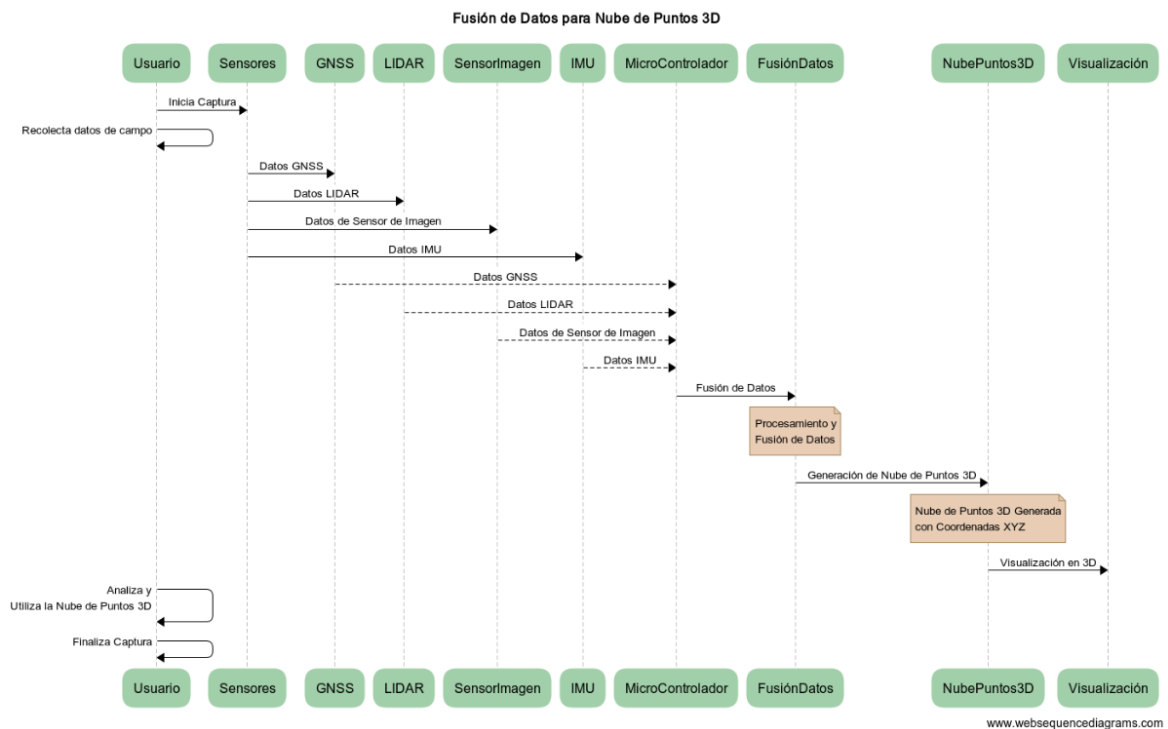 Fusión de Datos para Nube de Puntos 3D
Usuario
Sensores
GNSS
LIDAR
SensorImagen
IMU
MicroControlador
FusiónDatos
NubePuntos3D
Visualización
Inicia Captura
Recolecta datos de campo
Datos GNSS
Datos LIDAR
Datos de Sensor de Imagen
Datos IMU
Datos GNSS
Datos LIDAR
Datos de Sensor de Imagen
Datos IMU
Fusión de Datos
Procesamiento y
Fusión de Datos
Generación de Nube de Puntos 3D
Nube de Puntos 3D Generada
con Coordenadas XYZ
Visualización en 3D
Analiza y
Utiliza la Nube de Puntos 3D
Finaliza Captura
Usuario
Sensores
GNSS
LIDAR
SensorImagen
IMU
MicroControlador
FusiónDatos
NubePuntos3D
Visualización
www.websequencediagrams.com